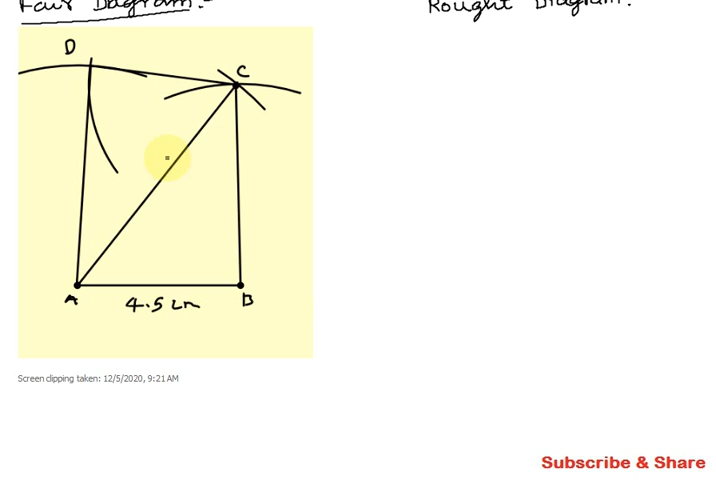 Fair Diagram:-
Rought Diagram:
D
C
A
4.5 cm
B
Screen clipping taken: 12/5/2020, 9:21 AM
Subscribe & Share